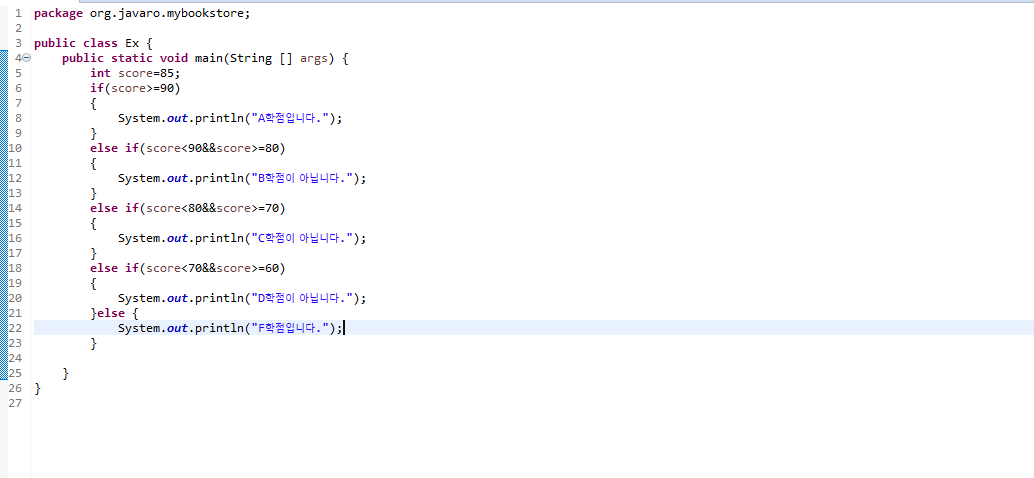 1 package org.javaro.mybookstore;
2
3 public class Ex {
4 public static void main(String [] args) {
5 int score=85;
6 if(score>=90)
7 {
8 System.out.println("A학점입니다.");
9 }
10 else if(score<90&&score>=80)
11 {
12 System.out.println("B학점이 아닙니다.");
13 }
14 else if(score<80&&score>=70)
15 {
16 System.out.println("C학점이 아닙니다.");
17 }
18 else if(score<70&&score>=60)
19 {
20 System.out.println("D학점이 아닙니다.");
21 }else {
22 System.out.println("F학점입니다.");
23 }
24
25 }
26 }
27